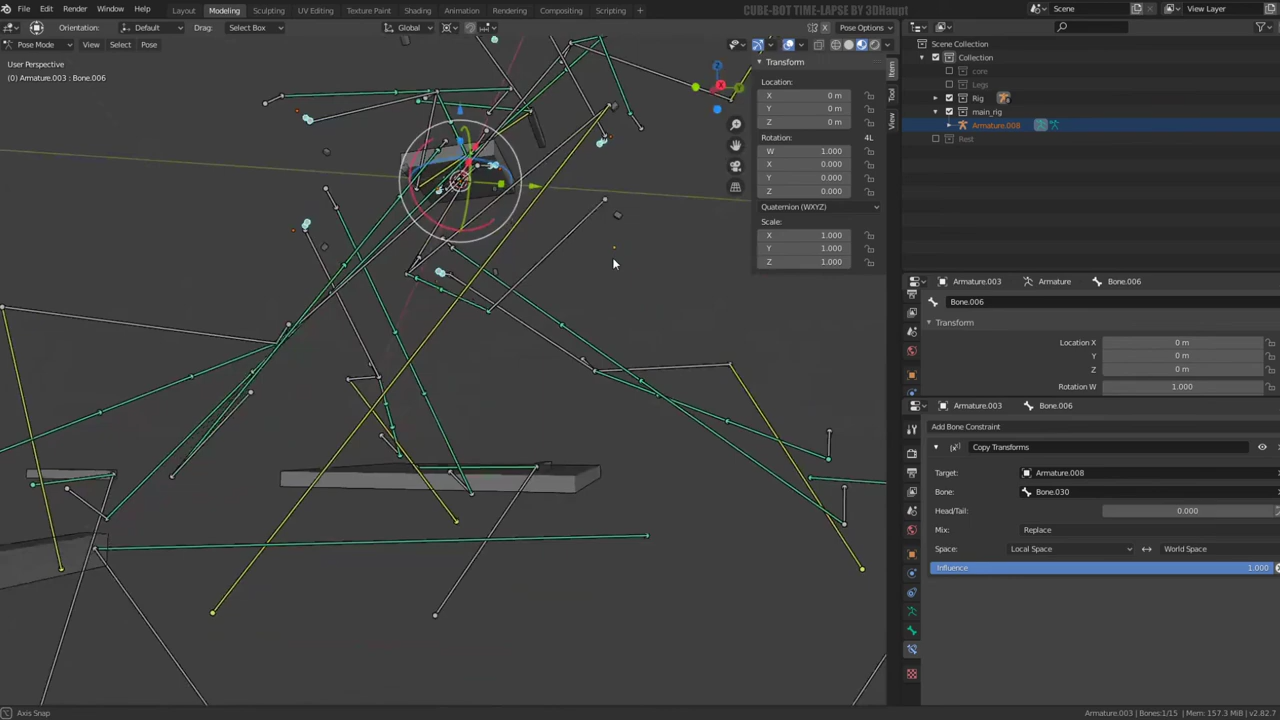 File Edit Render Window Help Layout Modeling Sculpting UV Editing Texture Paint Shading Animation Rendering Compositing Scripting + CUBE-BOT TIME-LAPSE BY 3DHaupt Scene View Layer
Orientation: Default Drag: Select Box Global Pose Options
Pose Mode View Select Pose
User Perspective
(0) Armature.003 : Bone.006
Transform
Location:
X 0 m
Y 0 m
Z 0 m
Rotation: 4L
W 1.000
X 0.000
Y 0.000
Z 0.000
Quaternion (WXYZ)
Scale:
X 1.000
Y 1.000
Z 1.000
Item
Tool
View
Z
X
Y
Scene Collection
Collection
core
Legs
Rig
main_rig
Armature.008
Rest
Armature.003 Armature Bone.006
Bone.006
Transform
Location X 0 m
Y 0 m
Z 0 m
Rotation W 1.000
Armature.003 Bone.006
Add Bone Constraint
Copy Transforms
Target: Armature.008
Bone: Bone.030
Head/Tail: 0.000
Mix: Replace
Space: Local Space World Space
Influence 1.000
Axis Snap
Armature.003 | Bones:1/15 | Mem: 157.3 MiB | v2.82.7